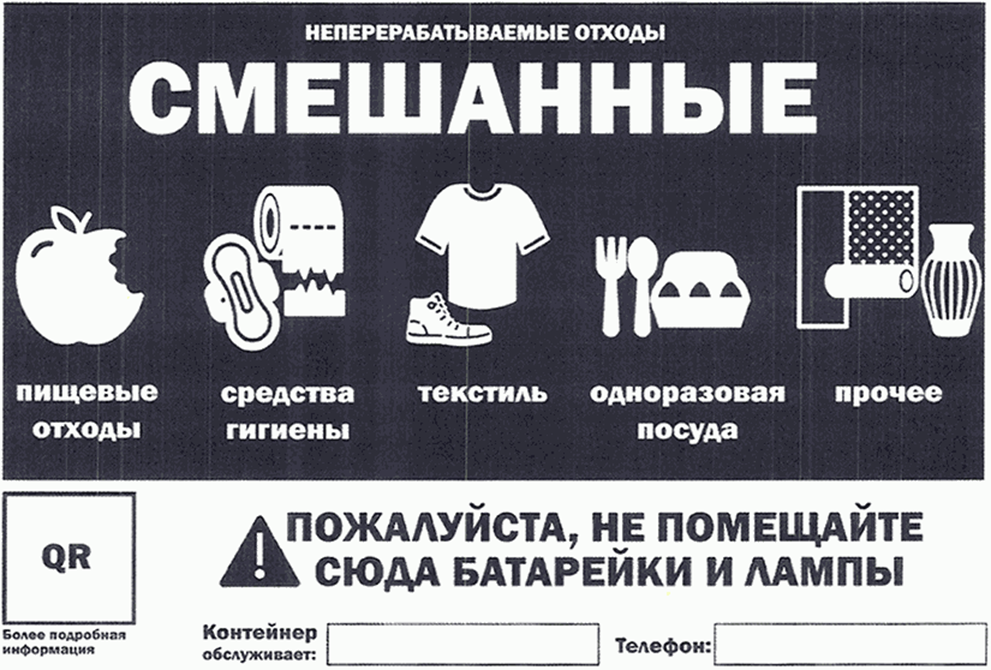 НЕПЕРЕРАБАТЫВАЕМЫЕ ОТХОДЫ
СМЕШАННЫЕ
пищевые
отходы
средства
гигиены
текстиль
одноразовая
посуда
прочее
QR
Более подробная
информация
ПОЖАЛУЙСТА, НЕ ПОМЕЩАЙТЕ
СЮДА БАТАРЕЙКИ И ЛАМПЫ
Контейнер
обслуживает:
Телефон: